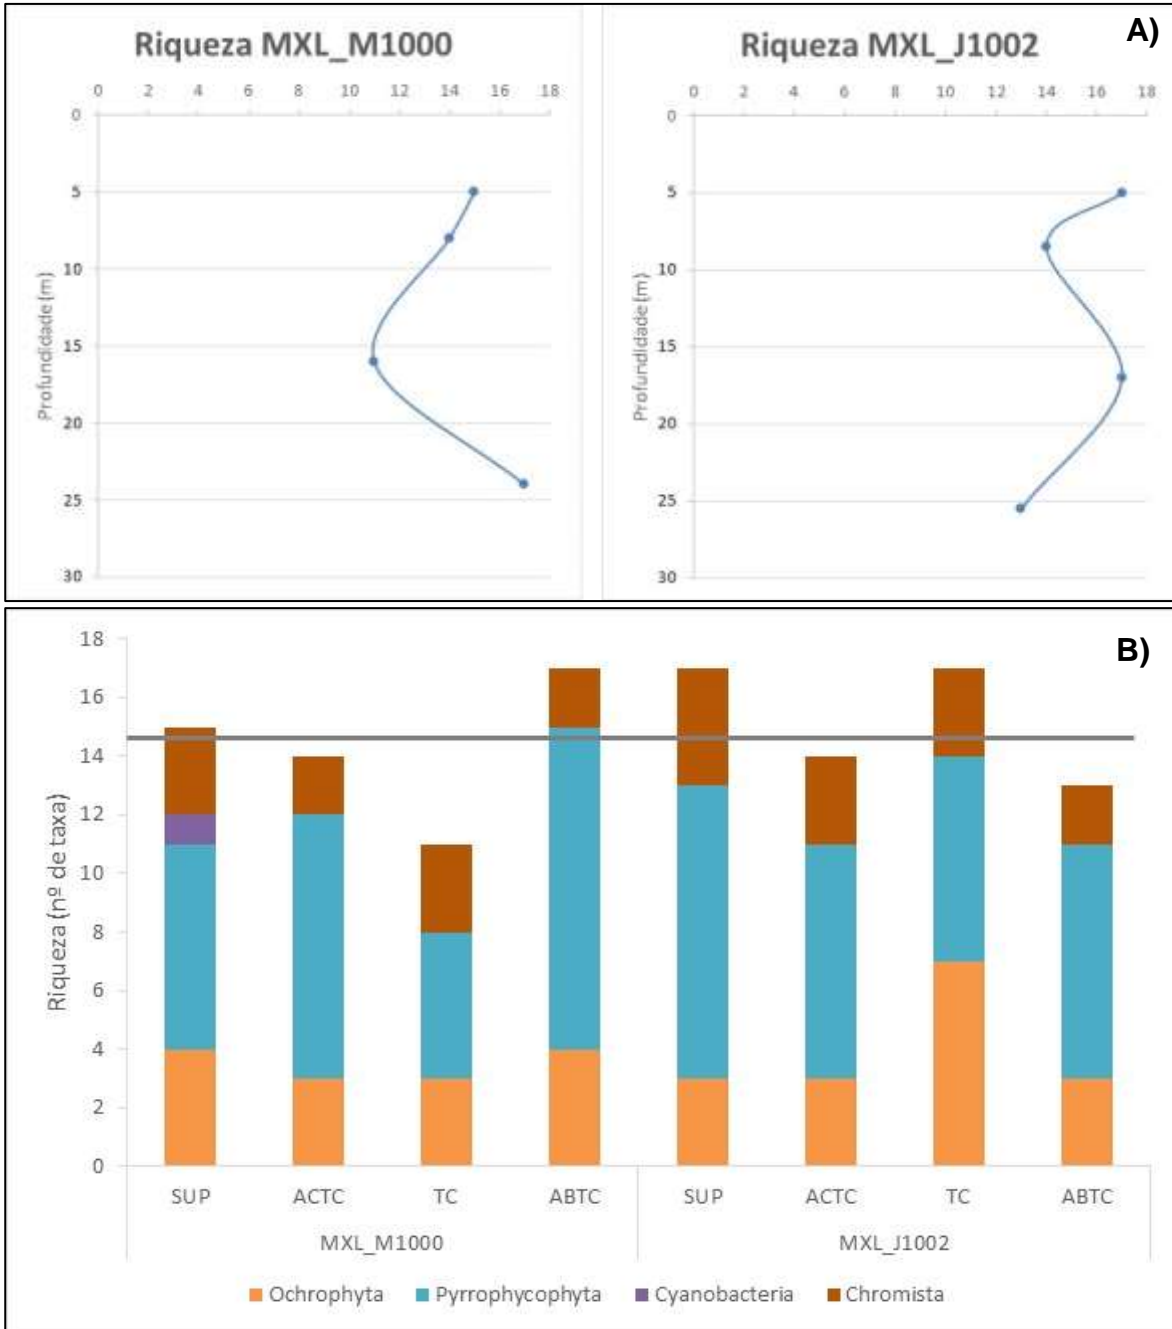 A)
Riqueza MXL_M1000
0 2 4 6 8 10 12 14 16 18
0
5
10
15
20
25
30
Profundidade (m)
Riqueza MXL_J1002
0 2 4 6 8 10 12 14 16 18
0
5
10
15
20
25
30
Profundidade (m)
B)
18
16
14
12
10
8
6
4
2
0
Riqueza (nº de taxa)
SUP ACTC TC ABTC SUP ACTC TC ABTC
MXL_M1000 MXL_J1002
Ochrophyta Pyrrophycophyta Cyanobacteria Chromista